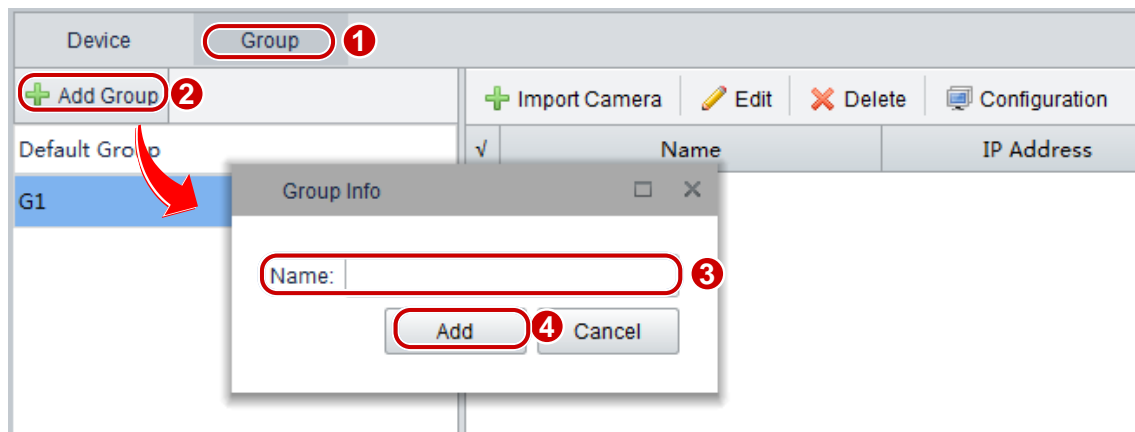 Device Group 1
Add Group 2
Import Camera Edit Delete Configuration
Default Group
√ Name IP Address
G1
Group Info
Name: 3
Add 4 Cancel